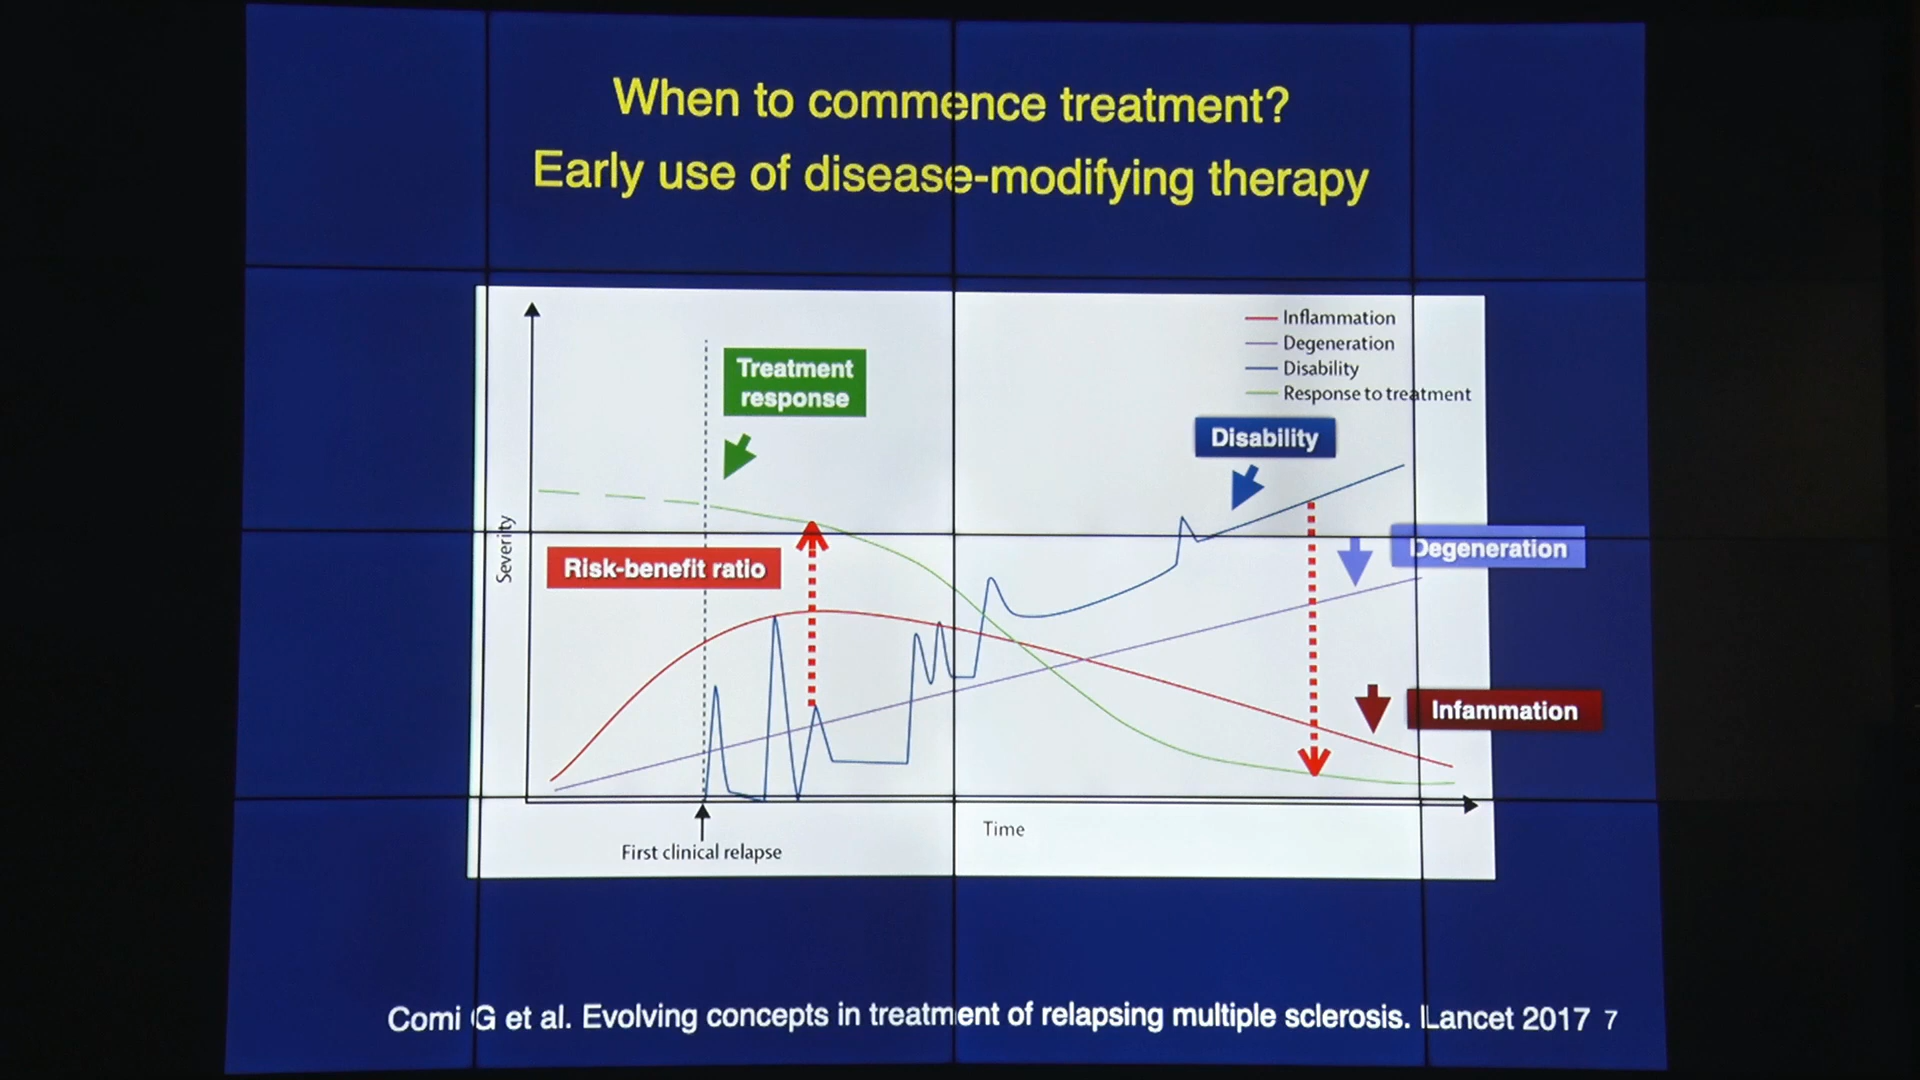 When to commence treatment?
Early use of disease-modifying therapy
Inflammation
Degeneration
Disability
Response to treatment
Treatment
response
Disability
Severity
Degeneration
Risk-benefit ratio
Infammation
Time
First clinical relapse
Comi G et al. Evolving concepts in treatment of relapsing multiple sclerosis. Lancet 2017 7